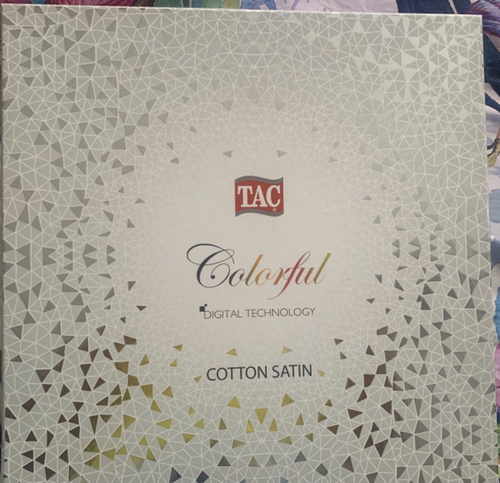 TAÇ
Colorful
DIGITAL TECHNOLOGY
COTTON SATIN